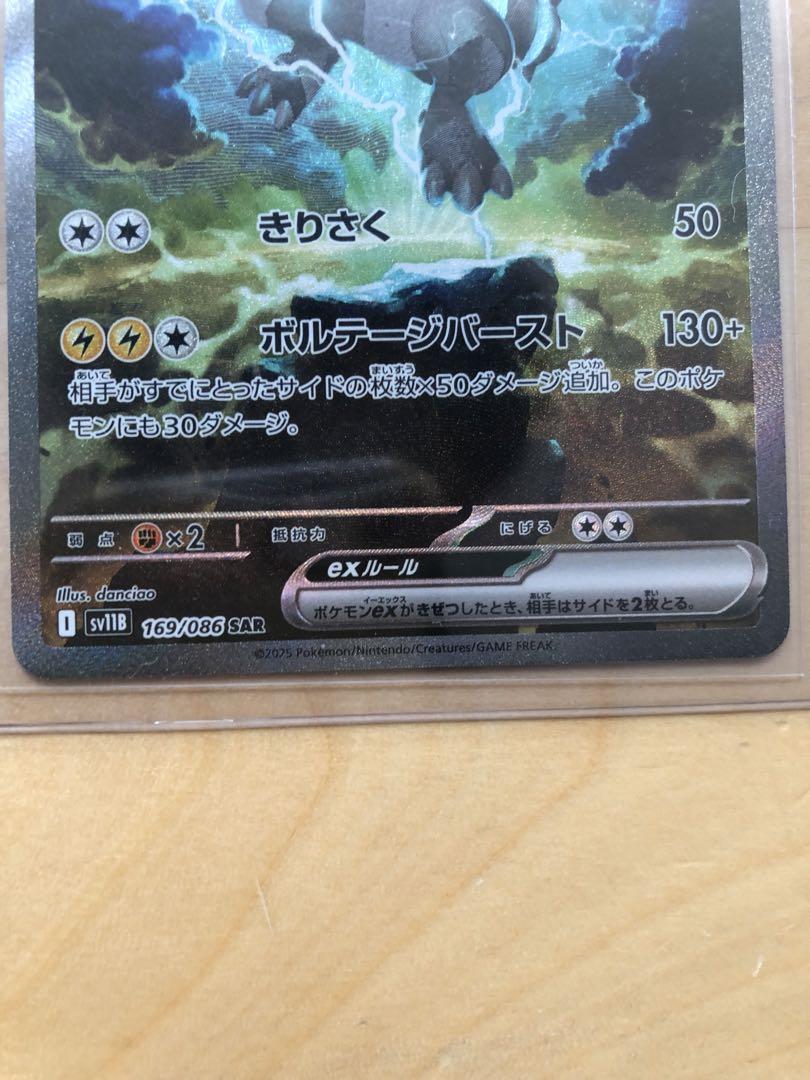 きりさく 50
ボルテージバースト 130+
相手がすでにとったサイドの枚数×50ダメージ追加。このポケ
モンにも30ダメージ。
弱点 ×2 抵抗力 にげる
exルール
ポケモンexがきぜつしたとき、相手はサイドを2枚とる。
Illus. danciao
I sv11B 169/086 SAR
©2025 Pokémon/Nintendo/Creatures/GAME FREAK.